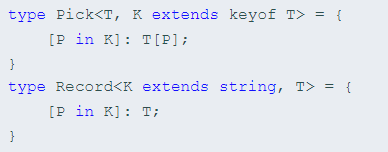 type Pick<T, K extends keyof T> = {
    [P in K]: T[P];
}
type Record<K extends string, T> = {
    [P in K]: T;
}